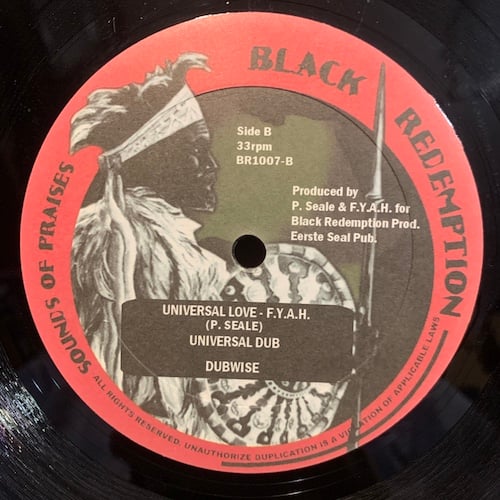 BLACK REDEMPTION
SOUNDS OF PRAISES
Side B
33rpm
BR1007-B
Produced by
P. Seale & F.Y.A.H. for
Black Redemption Prod.
Eerste Seal Pub.
UNIVERSAL LOVE - F.Y.A.H.
(P. SEALE)
UNIVERSAL DUB
DUBWISE
ALL RIGHTS RESERVED. UNAUTHORIZE DUPLICATION IS A VIOLATION OF APPLICABLE LAWS